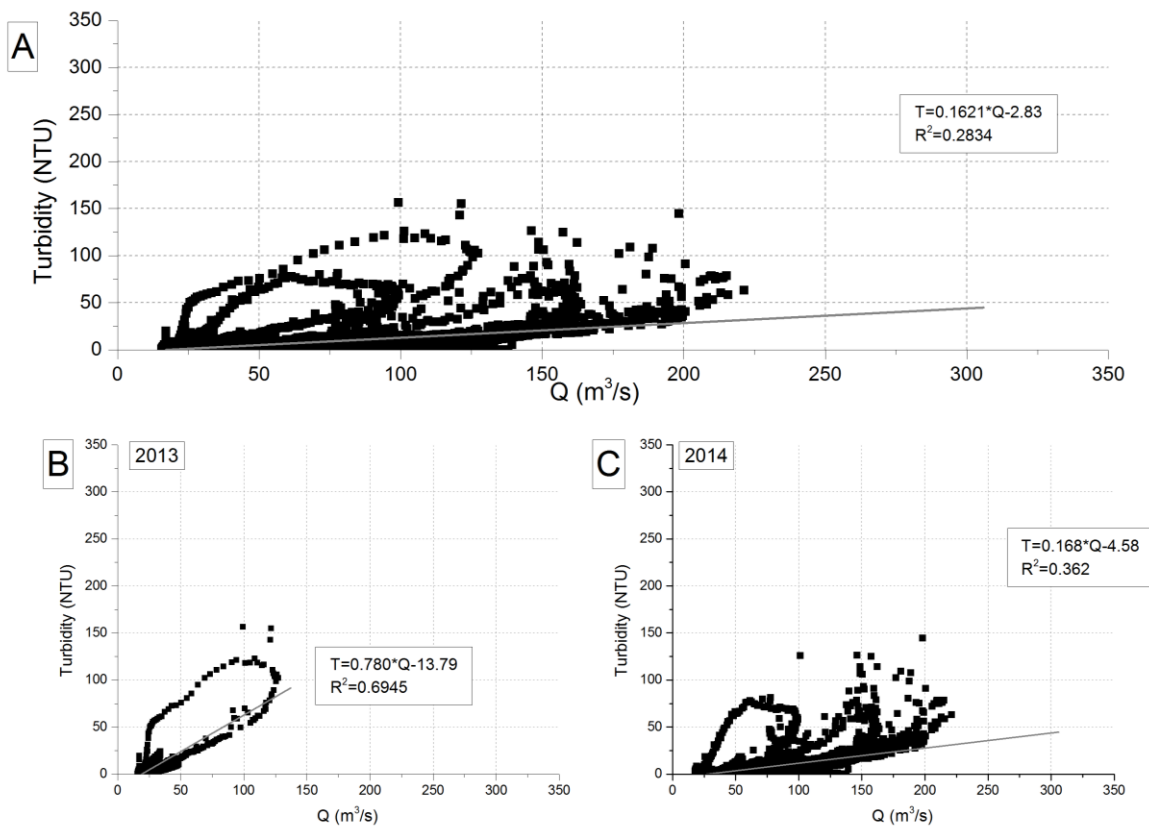 A
350
300
250
200
150
100
50
0
Turbidity (NTU)
T=0.1621*Q-2.83
R²=0.2834
0 50 100 150 200 250 300 350
Q (m³/s)
B
2013
350
300
250
200
150
100
50
0
Turbidity (NTU)
T=0.780*Q-13.79
R²=0.6945
0 50 100 150 200 250 300 350
Q (m³/s)
C
2014
350
300
250
200
150
100
50
0
Turbidity (NTU)
T=0.168*Q-4.58
R²=0.362
0 50 100 150 200 250 300 350
Q (m³/s)